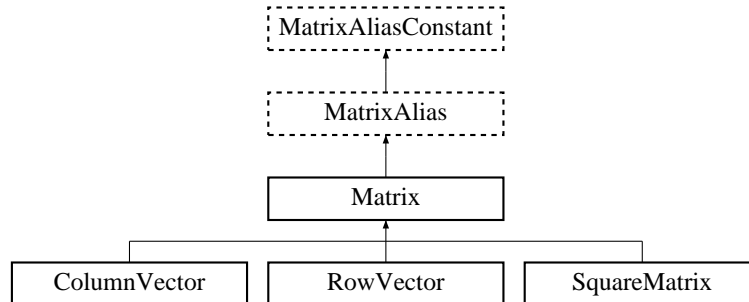 MatrixAliasConstant
MatrixAlias
Matrix
ColumnVector
RowVector
SquareMatrix